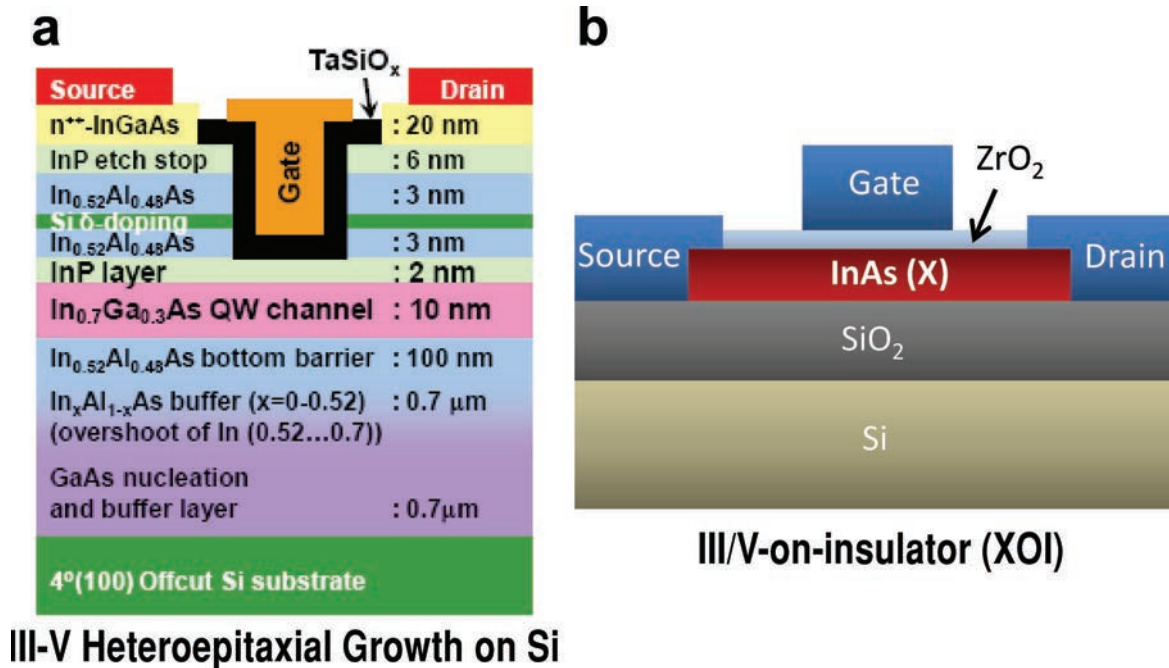 a
TaSiOₓ
Source
Drain
n⁺⁺-InGaAs : 20 nm
InP etch stop : 6 nm
In₀.₅₂Al₀.₄₈As : 3 nm
Si δ-doping
In₀.₅₂Al₀.₄₈As : 3 nm
InP layer : 2 nm
In₀.₇Ga₀.₃As QW channel : 10 nm
In₀.₅₂Al₀.₄₈As bottom barrier : 100 nm
InₓAl₁₋ₓAs buffer (x=0-0.52) : 0.7 μm
(overshoot of In (0.52...0.7))
GaAs nucleation
and buffer layer : 0.7μm
4º(100) Offcut Si substrate
Gate
III-V Heteroepitaxial Growth on Si
b
ZrO₂
Gate
Source
InAs (X)
Drain
SiO₂
Si
III/V-on-insulator (XOI)